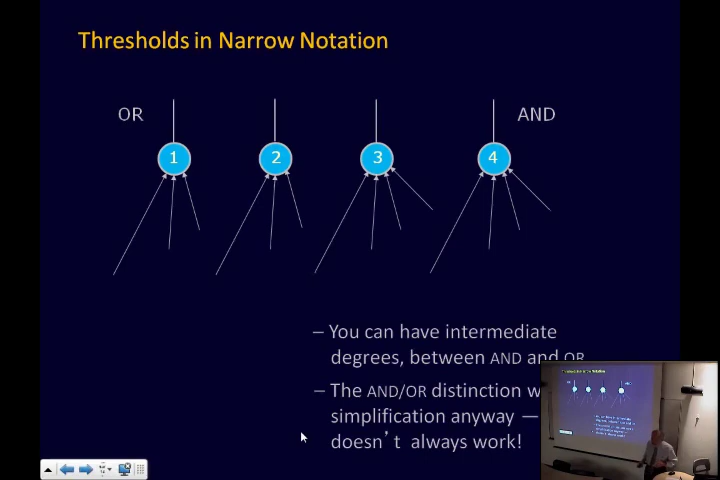 Thresholds in Narrow Notation
OR
AND
1
2
3
4
– You can have intermediate
degrees, between AND and OR
– The AND/OR distinction
simplification anyway —
doesn't always work!